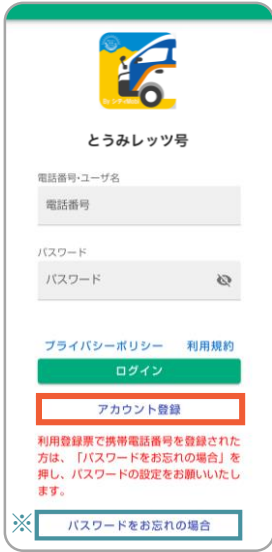 とうみレッツ号
電話番号・ユーザ名
電話番号
パスワード
パスワード
プライバシーポリシー 利用規約
ログイン
アカウント登録
利用登録票で携帯電話番号を登録された
方は、「パスワードをお忘れの場合」を
押し、パスワードの設定をお願いいたし
ます。
※ パスワードをお忘れの場合